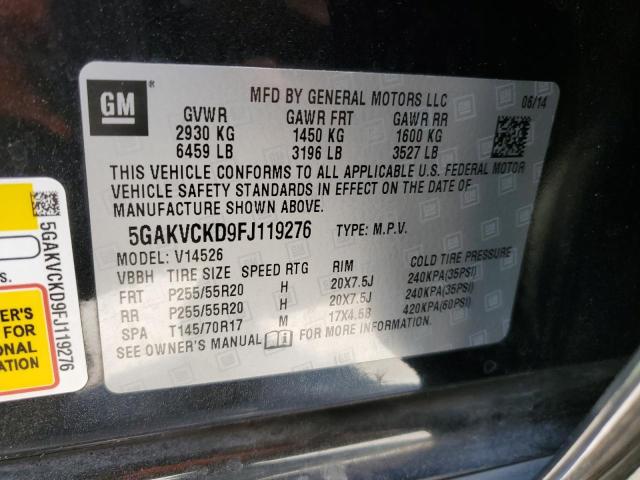 GM
MFD BY GENERAL MOTORS LLC 06/14
GVWR GAWR FRT GAWR RR
2930 KG 1450 KG 1600 KG
6459 LB 3196 LB 3527 LB
THIS VEHICLE CONFORMS TO ALL APPLICABLE U.S. FEDERAL MOTOR
VEHICLE SAFETY STANDARDS IN EFFECT ON THE DATE OF
MANUFACTURE SHOWN ABOVE.
5GAKVCKD9FJ119276 TYPE: M.P.V.
MODEL: V14526
VBBH TIRE SIZE SPEED RTG RIM COLD TIRE PRESSURE
FRT P255/55R20 H 20X7.5J 240KPA(35PSI)
RR P255/55R20 H 20X7.5J 240KPA(35PSI)
SPA T145/70R17 M 17X4.5B 420KPA(60PSI)
SEE OWNER'S MANUAL FOR MORE INFORMATION.
5GAKVCKD9FJ119276
WNER'S
E FOR
ONAL
ATION